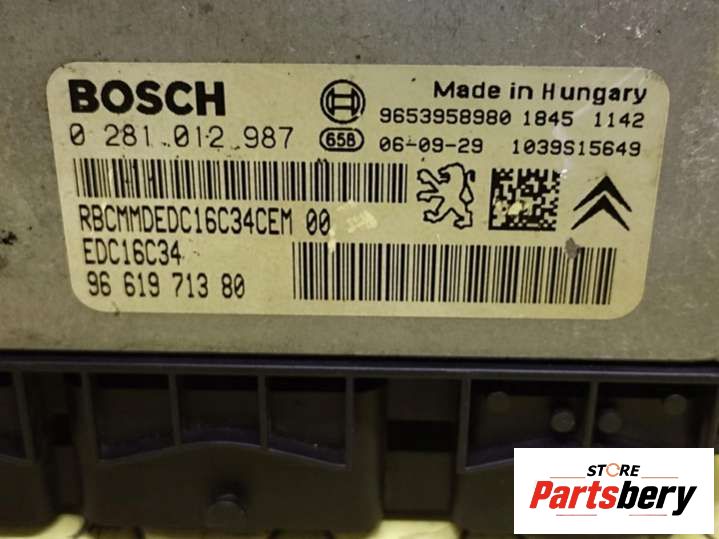 BOSCH
Made in Hungary
9653958980 1845 1142
0 281 012 987
65B 06-09-29 1039S15649
RBCMMDEDC16C34CEM 00
EDC16C34
96 619 713 80
STORE
Partsbery